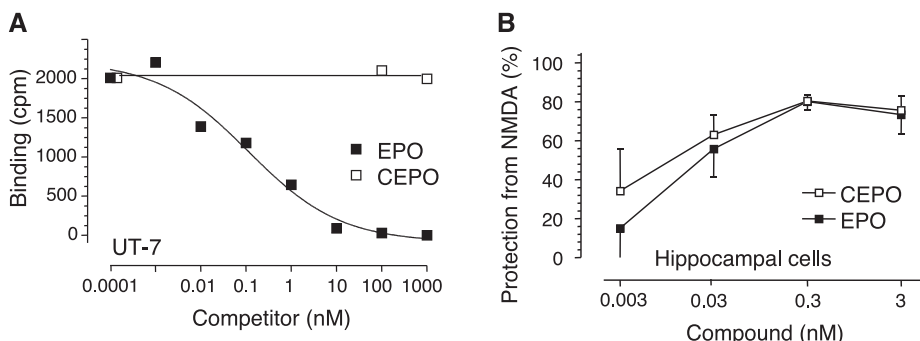 A
Binding (cpm)
2000
1500
1000
500
0
EPO
CEPO
UT-7
0.0001
0.01
0.1
1
10
100
1000
Competitor (nM)
B
Protection from NMDA (%)
100
80
60
40
20
0
CEPO
EPO
Hippocampal cells
0.003
0.03
0.3
3
Compound (nM)